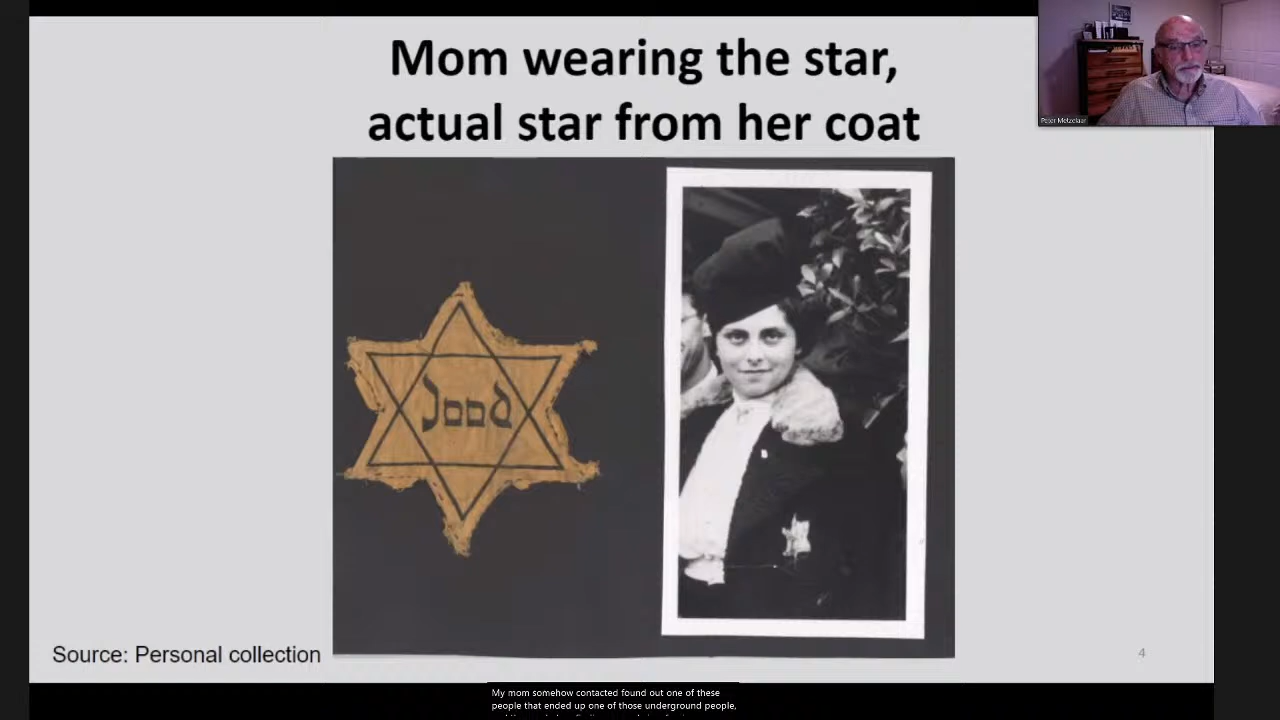 Mom wearing the star,
actual star from her coat
Peter Metzelaar
Jood
Source: Personal collection
4
My mom somehow contacted found out one of these
people that ended up one of those underground people,